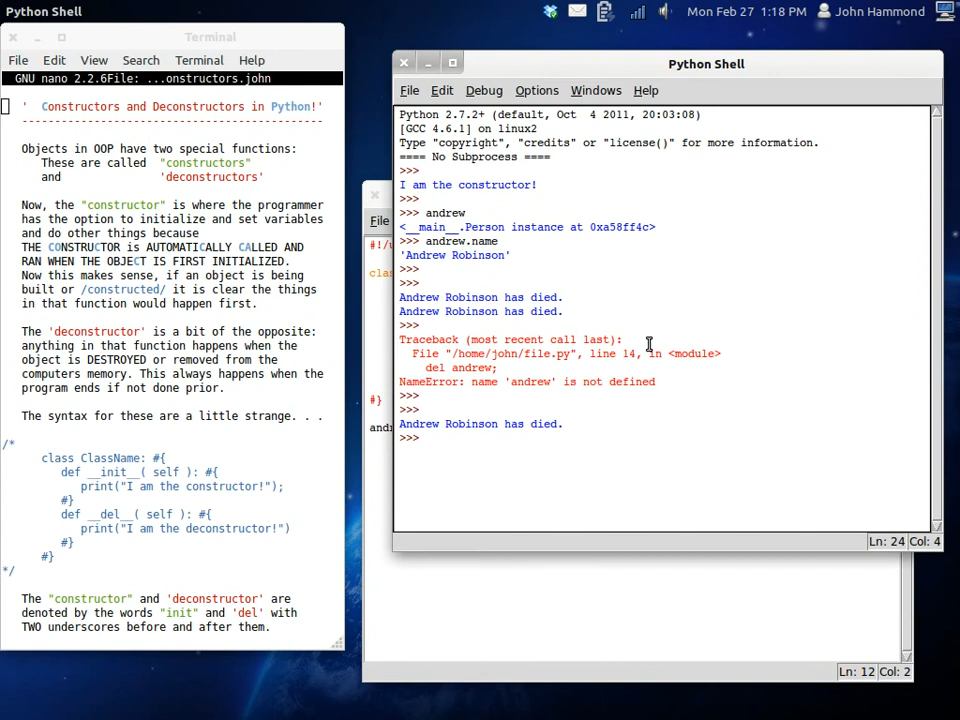 Python Shell
Mon Feb 27 1:18 PM John Hammond
Terminal
File Edit View Search Terminal Help
GNU nano 2.2.6File: ...onstructors.john
' Constructors and Deconstructors in Python!'
----------------------------------------------
Objects in OOP have two special functions:
These are called "constructors"
and 'deconstructors'
Now, the "constructor" is where the programmer
has the option to initialize and set variables
and do other things because
THE CONSTRUCTOR is AUTOMATICALLY CALLED AND
RAN WHEN THE OBJECT IS FIRST INITIALIZED.
Now this makes sense, if an object is being
built or /constructed/ it is clear the things
in that function would happen first.
The 'deconstructor' is a bit of the opposite:
anything in that function happens when the
object is DESTROYED or removed from the
computers memory. This always happens when the
program ends if not done prior.
The syntax for these are a little strange. . .
/*
class ClassName: #{
def __init__( self ): #{
print("I am the constructor!");
#}
def __del__( self ): #{
print("I am the deconstructor!")
#}
#}
*/
The "constructor" and 'deconstructor' are
denoted by the words "init" and 'del' with
TWO underscores before and after them.
Python Shell
File Edit Debug Options Windows Help
Python 2.7.2+ (default, Oct  4 2011, 20:03:08)
[GCC 4.6.1] on linux2
Type "copyright", "credits" or "license()" for more information.
==== No Subprocess ====
>>>
I am the constructor!
>>>
>>> andrew
<__main__.Person instance at 0xa58ff4c>
>>> andrew.name
'Andrew Robinson'
>>>
>>>
Andrew Robinson has died.
Andrew Robinson has died.
>>>
Traceback (most recent call last):
File "/home/john/file.py", line 14, in <module>
del andrew;
NameError: name 'andrew' is not defined
>>>
>>>
Andrew Robinson has died.
>>>
Ln: 24 Col: 4
File
#!/u
clas
#}
andr
Ln: 12 Col: 2